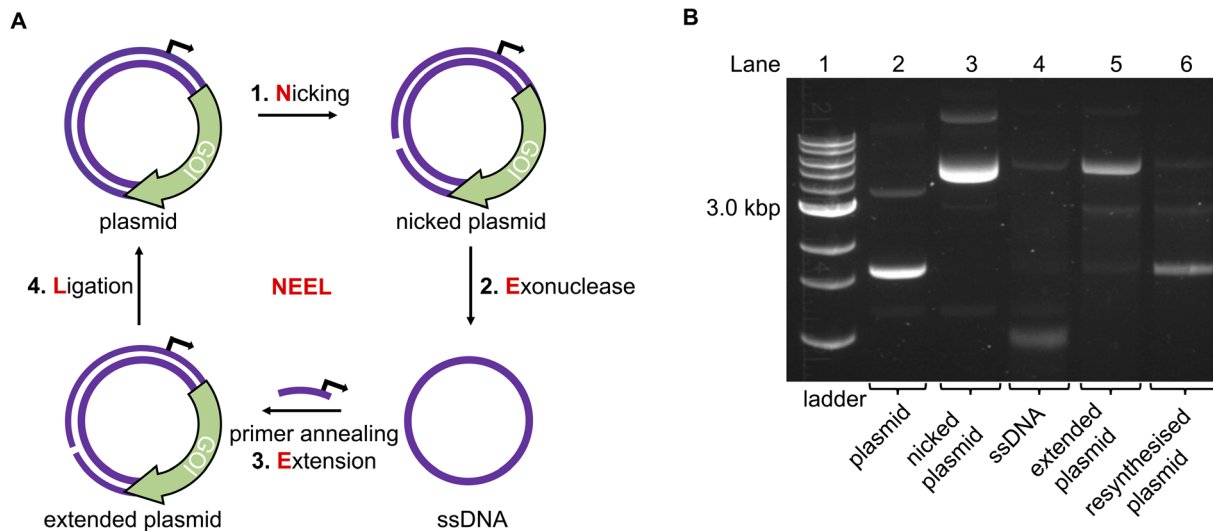 A
1. Nicking
GOI
GOI
plasmid
nicked plasmid
4. Ligation
NEEL
2. Exonuclease
primer annealing
3. Extension
GOI
extended plasmid
ssDNA
B
Lane 1 2 3 4 5 6
3.0 kbp
ladder
plasmid
nicked
plasmid
ssDNA
extended
plasmid
resynthesised
plasmid